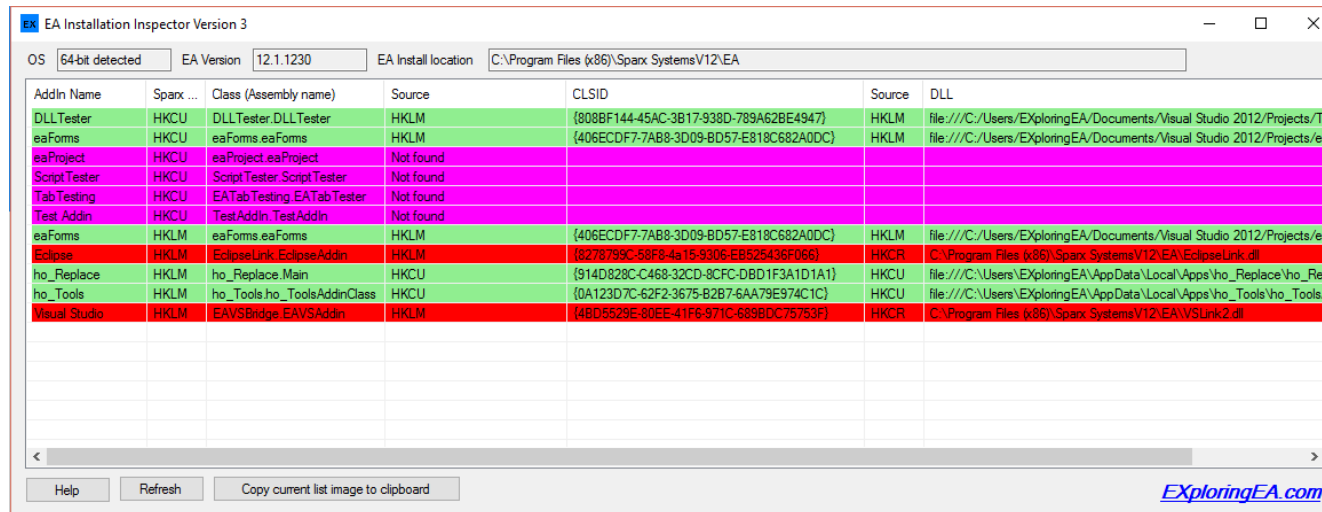 EX EA Installation Inspector Version 3
OS 64-bit detected EA Version 12.1.1230 EA Install location C:\Program Files (x86)\Sparx SystemsV12\EA
AddIn Name Sparx ... Class (Assembly name) Source CLSID Source DLL
DLLTester HKCU DLLTester.DLLTester HKLM {808BF144-45AC-3B17-938D-789A62BE4947} HKLM file:///C:/Users/EXploringEA/Documents/Visual Studio 2012/Projects/T
eaForms HKCU eaForms.eaForms HKLM {406ECDF7-7AB8-3D09-BD57-E818C682A0DC} HKLM file:///C:/Users/EXploringEA/Documents/Visual Studio 2012/Projects/e
eaProject HKCU eaProject.eaProject Not found
ScriptTester HKCU ScriptTester.ScriptTester Not found
TabTesting HKCU EATabTesting.EATabTester Not found
Test Addin HKCU TestAddIn.TestAddIn Not found
eaForms HKLM eaForms.eaForms HKLM {406ECDF7-7AB8-3D09-BD57-E818C682A0DC} HKLM file:///C:/Users/EXploringEA/Documents/Visual Studio 2012/Projects/e
Eclipse HKLM EclipseLink.EclipseAddin HKLM {8278799C-58F8-4a15-9306-EB525436F066} HKCR C:\Program Files (x86)\Sparx SystemsV12\EA\EclipseLink.dll
ho_Replace HKLM ho_Replace.Main HKCU {914D828C-C468-32CD-8CFC-DBD1F3A1D1A1} HKCU file:///C:\Users\EXploringEA\AppData\Local\Apps\ho_Replace\ho_Re
ho_Tools HKLM ho_Tools.ho_ToolsAddinClass HKCU {0A123D7C-62F2-3675-B2B7-6AA79E974C1C} HKCU file:///C:\Users\EXploringEA\AppData\Local\Apps\ho_Tools\ho_Tools.
Visual Studio HKLM EAVSBridge.EAVSAddin HKLM {4BD5529E-80EE-41F6-971C-689BDC75753F} HKCR C:\Program Files (x86)\Sparx SystemsV12\EA\VSLink2.dll
Help Refresh Copy current list image to clipboard EXploringEA.com